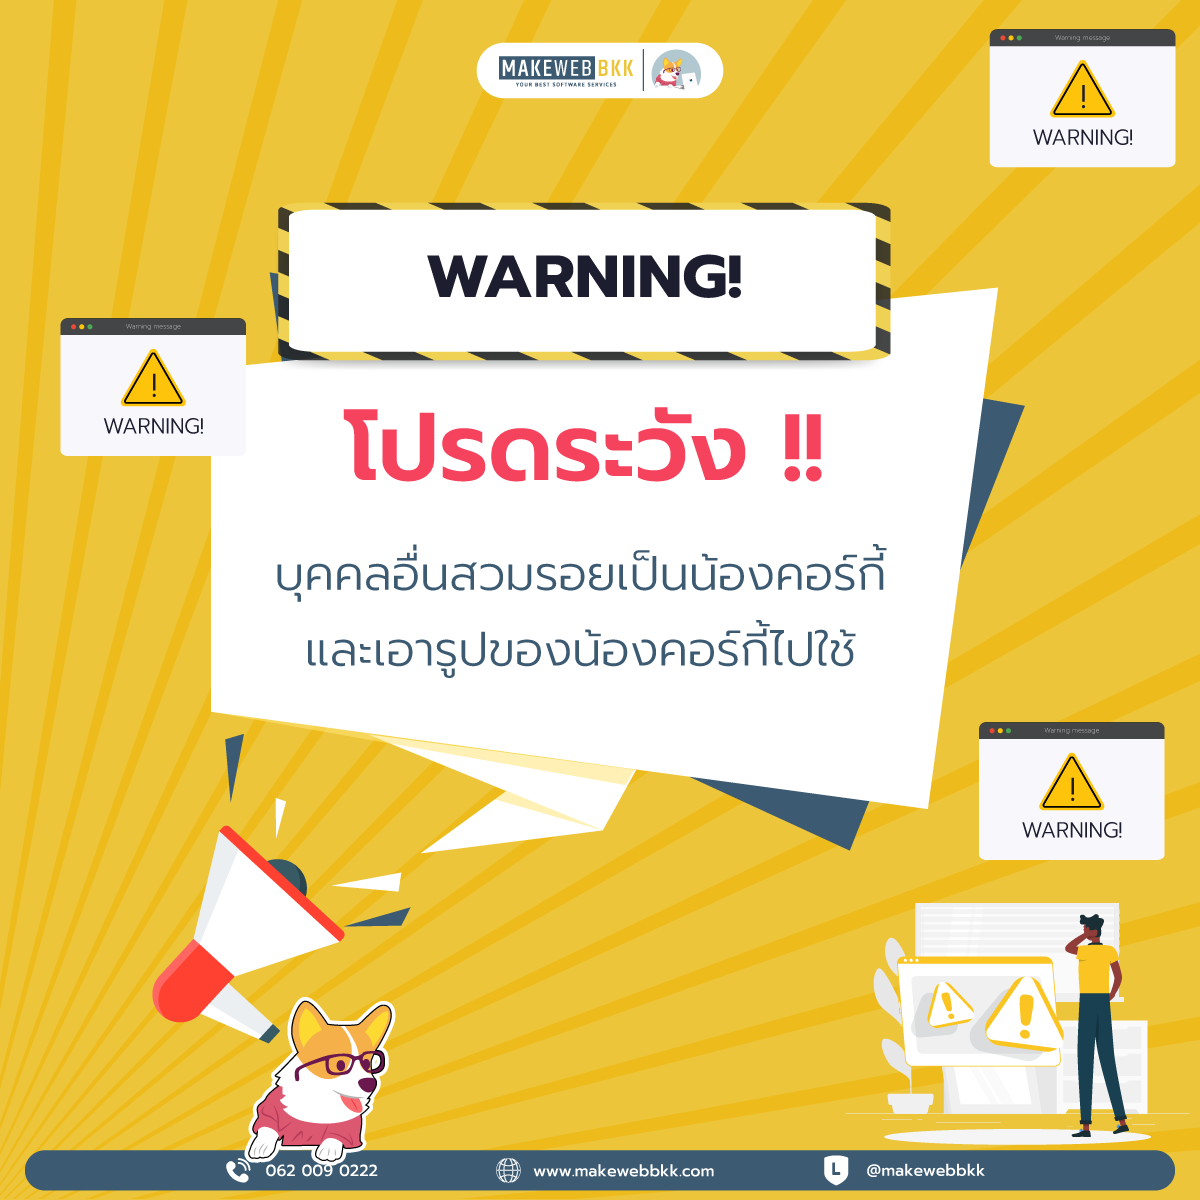 MAKEWEBBKK
YOUR BEST SOFTWARE SERVICES
Warning message
WARNING!
WARNING!
Warning message
WARNING!
โปรดระวัง !!
บุคคลอื่นสวมรอยเป็นน้องคอร์กี้
และเอารูปของน้องคอร์กี้ไปใช้
Warning message
WARNING!
062 009 0222
www.makewebbkk.com
L
@makewebbkk